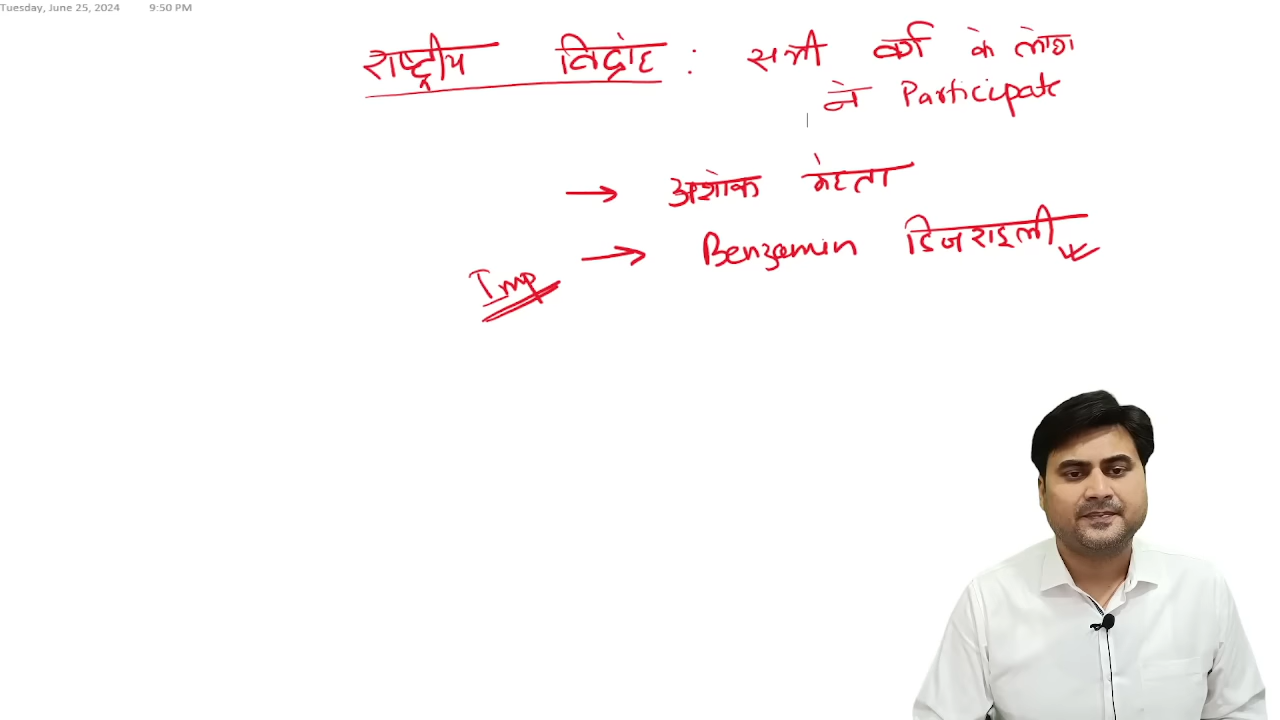 Tuesday, June 25, 2024 9:50 PM
राष्ट्रीय विद्रोह : सभी वर्ग के लोगो
ने Participate
→ अशोक मेहता
→ Benzamin डिजराइली
Imp